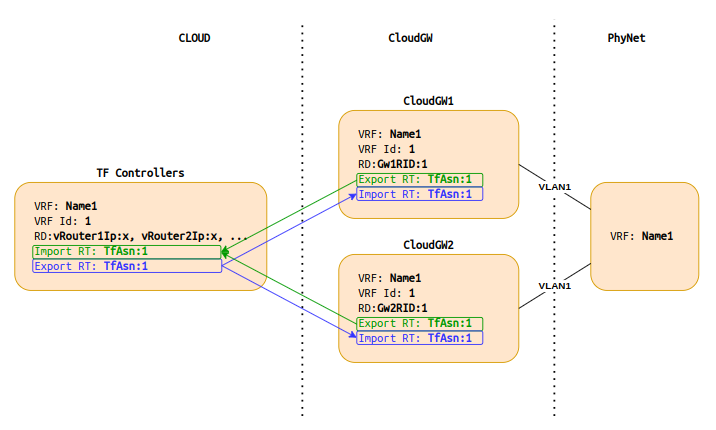 CLOUD
CloudGW
PhyNet
TF Controllers
VRF: Name1
VRF Id: 1
RD:vRouter1Ip:x, vRouter2Ip:x, ...
Import RT: TfAsn:1
Export RT: TfAsn:1
CloudGW1
VRF: Name1
VRF Id: 1
RD:Gw1RID:1
Export RT: TfAsn:1
Import RT: TfAsn:1
CloudGW2
VRF: Name1
VRF Id: 1
RD:Gw2RID:1
Export RT: TfAsn:1
Import RT: TfAsn:1
VLAN1
VLAN1
VRF: Name1